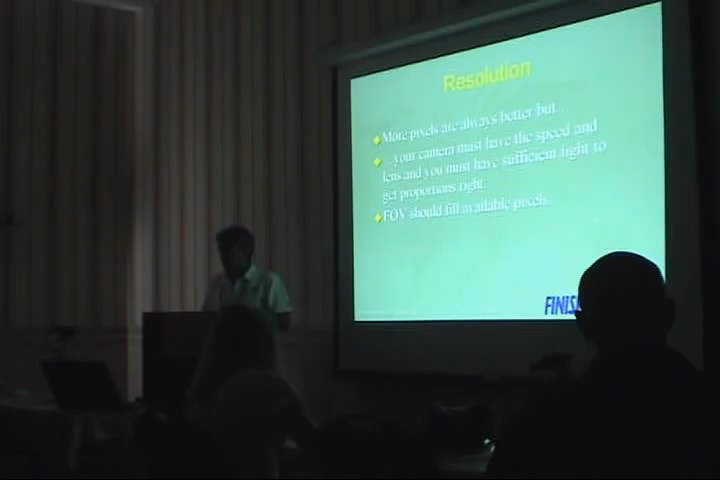 Resolution
More pixels are always better but...
...your camera must have the speed and
lens and you must have sufficient light to
get proportions right.
FOV should fill available pixels.
FINIS